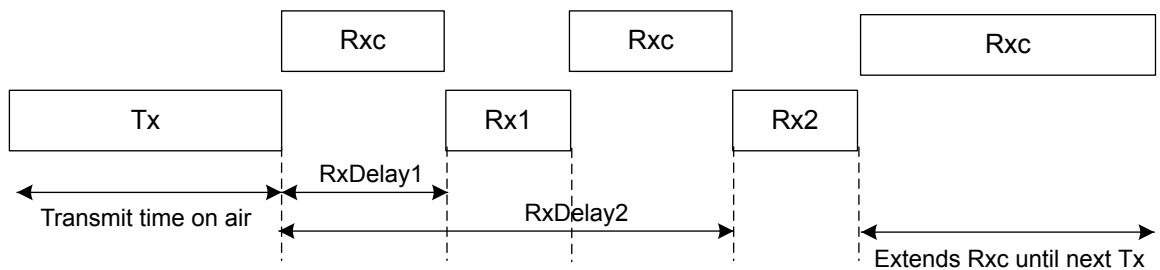 Rxc Rxc Rxc
Tx Rx1 Rx2
RxDelay1
Transmit time on air
RxDelay2
Extends Rxc until next Tx